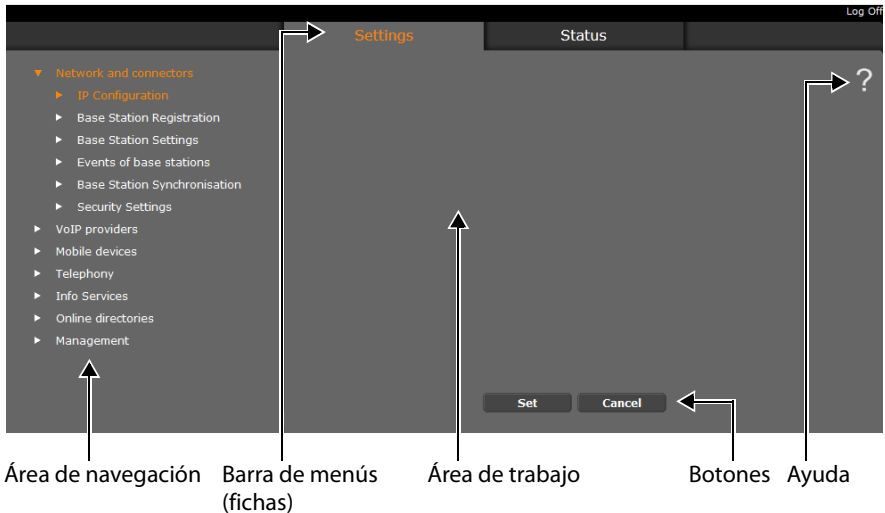 Log Off
Settings
Status
Network and connectors
IP Configuration
Base Station Registration
Base Station Settings
Events of base stations
Base Station Synchronisation
Security Settings
VoIP providers
Mobile devices
Telephony
Info Services
Online directories
Management
?
Set
Cancel
Área de navegación
Barra de menús
(fichas)
Área de trabajo
Botones
Ayuda